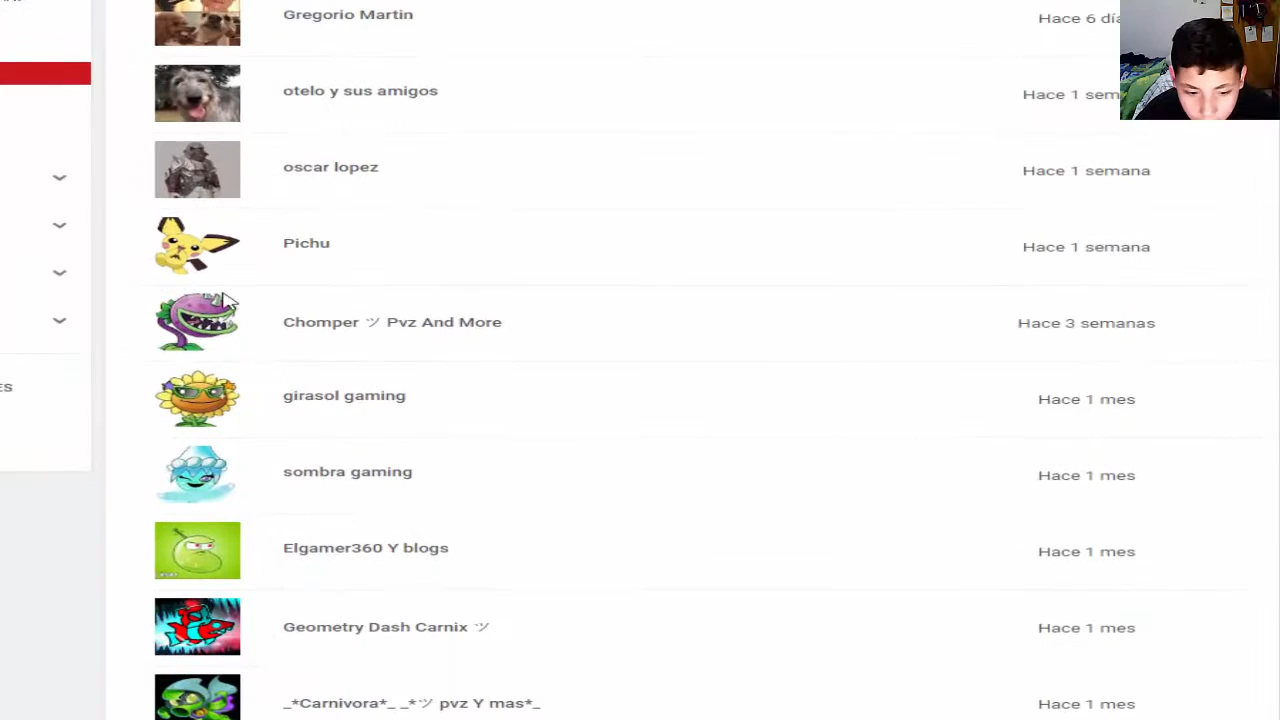 Gregorio Martin
Hace 6 día
otelo y sus amigos
Hace 1 sem
oscar lopez
Hace 1 semana
Pichu
Hace 1 semana
Chomper ツ Pvz And More
Hace 3 semanas
girasol gaming
Hace 1 mes
sombra gaming
Hace 1 mes
Elgamer360 Y blogs
Hace 1 mes
Geometry Dash Carnix ツ
Hace 1 mes
_*Carnivora*_ _*ツ pvz Y mas*_
Hace 1 mes
ES